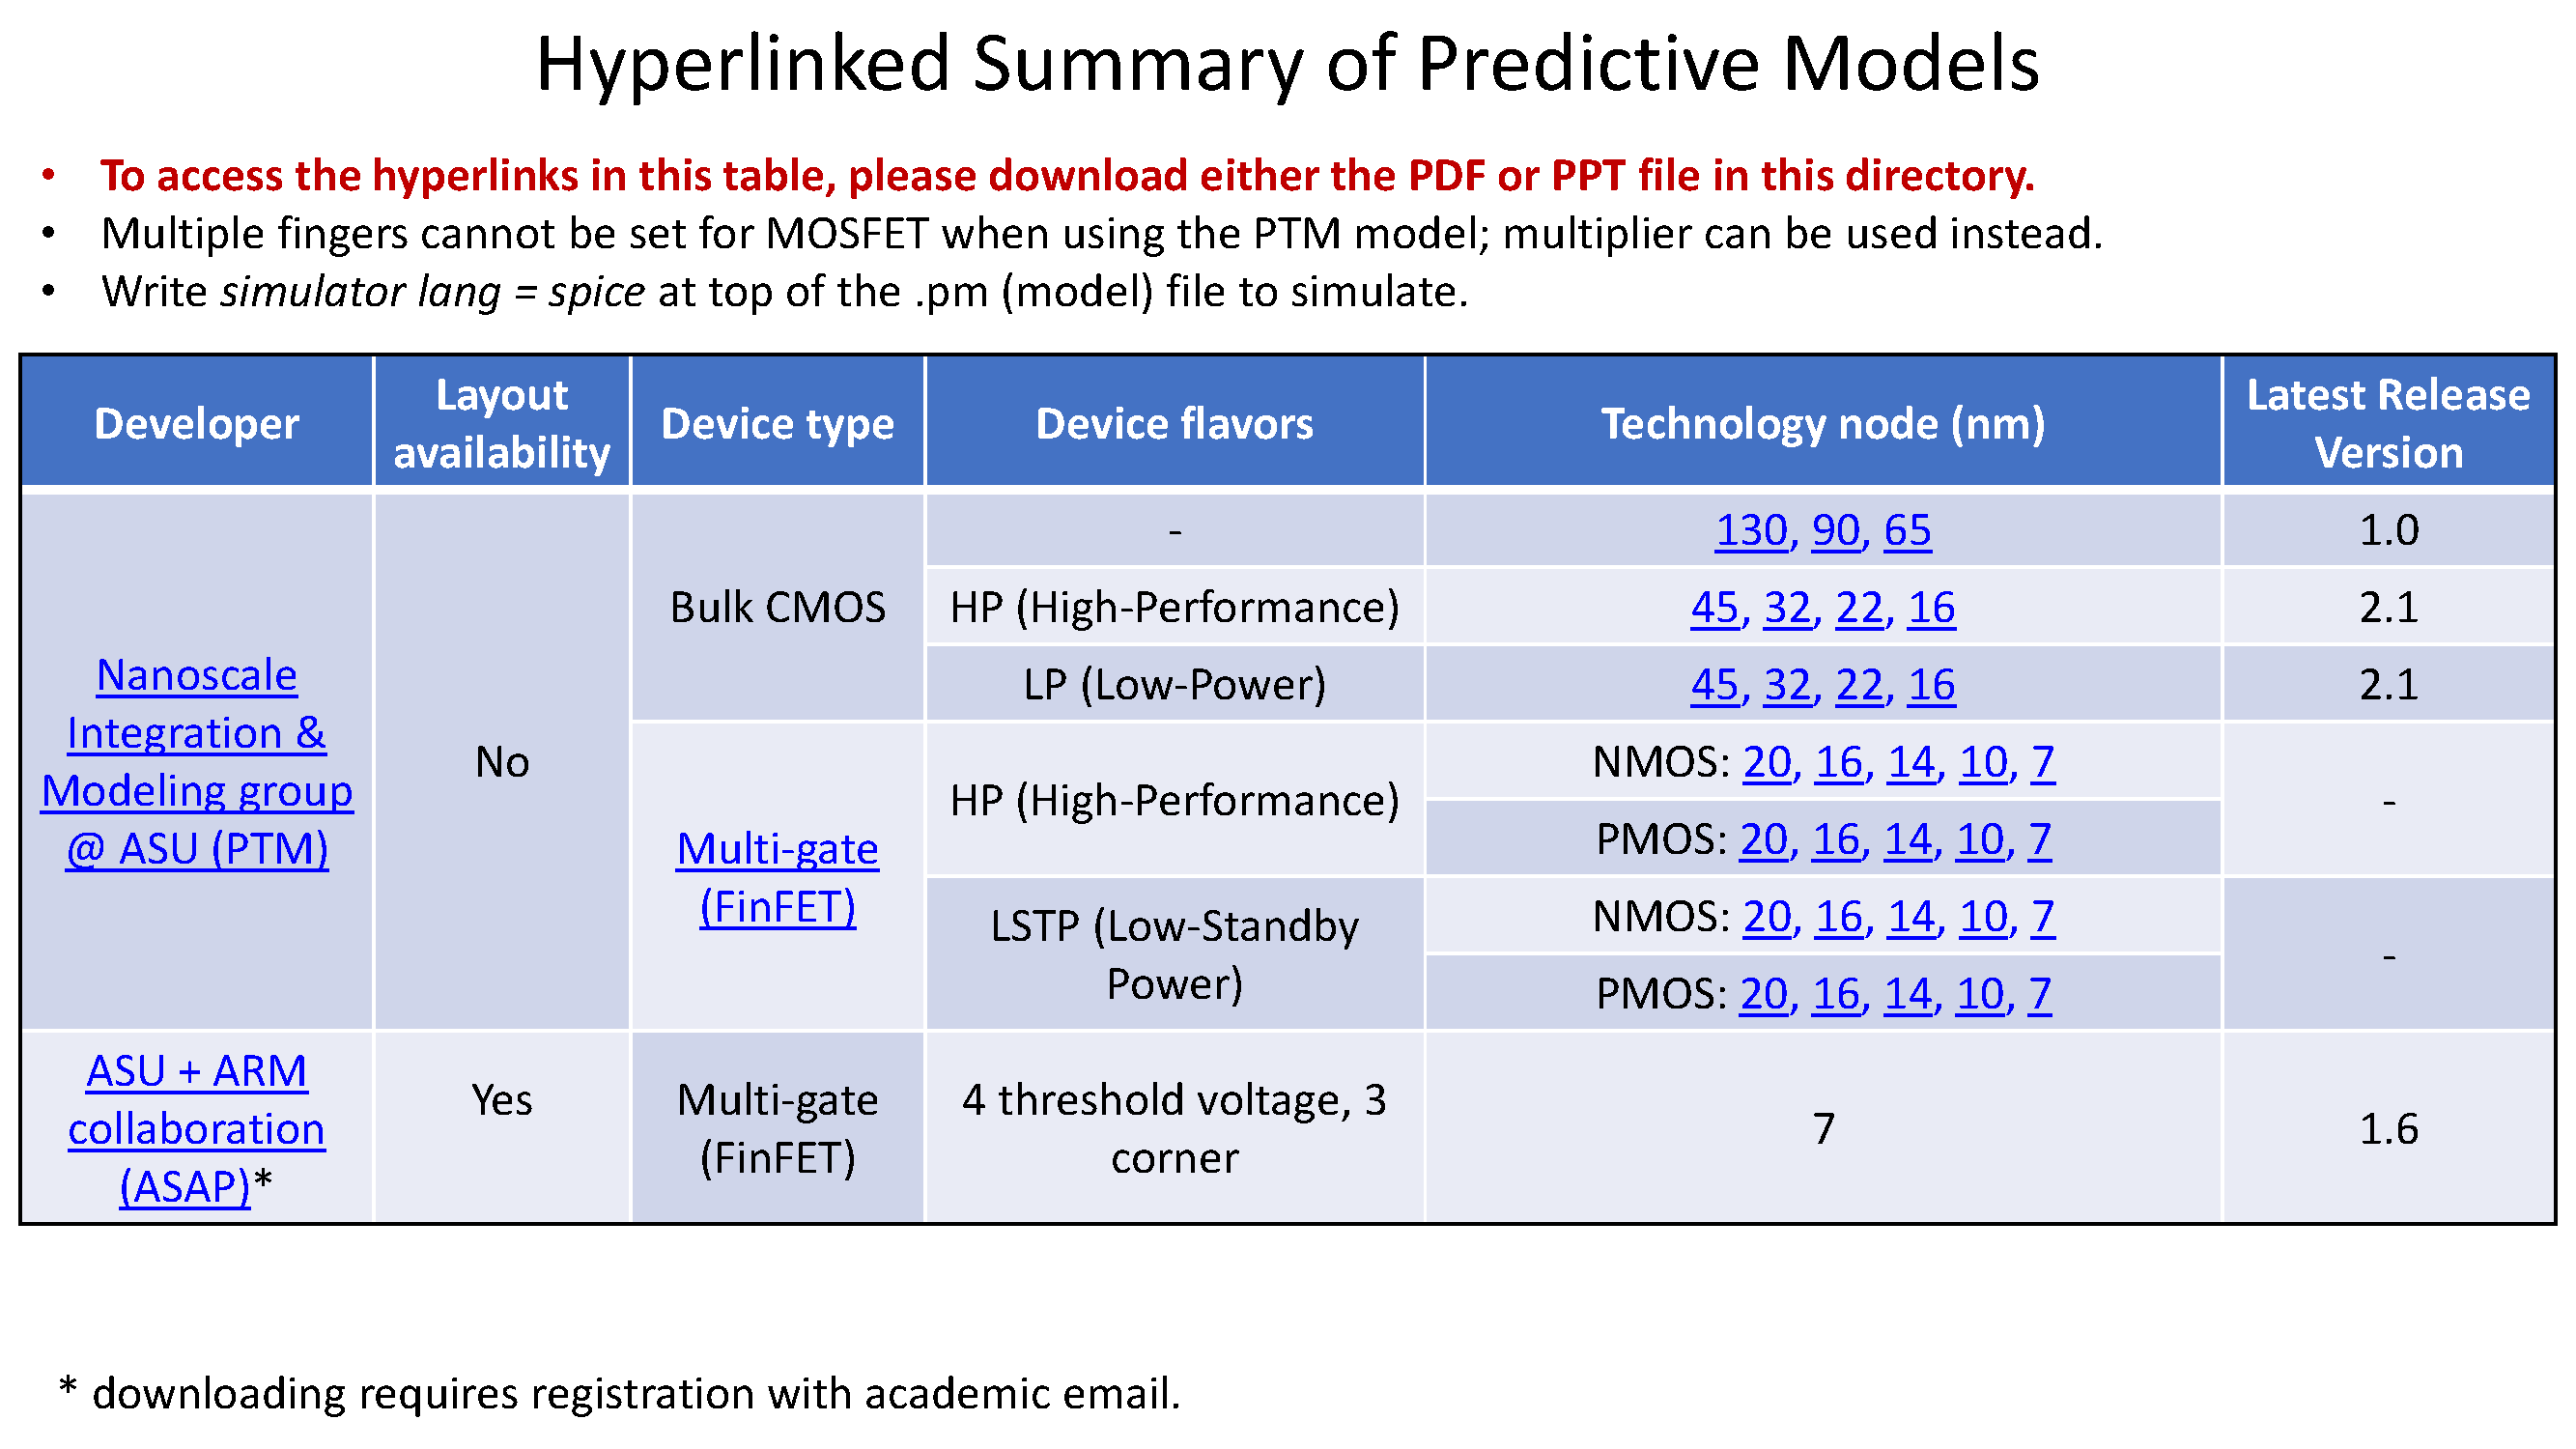 Hyperlinked Summary of Predictive Models
• To access the hyperlinks in this table, please download either the PDF or PPT file in this directory.
• Multiple fingers cannot be set for MOSFET when using the PTM model; multiplier can be used instead.
• Write simulator lang = spice at top of the .pm (model) file to simulate.
Developer
Layout
availability
Device type
Device flavors
Technology node (nm)
Latest Release
Version
Nanoscale
Integration &
Modeling group
@ ASU (PTM)
No
Bulk CMOS
-
130, 90, 65
1.0
HP (High-Performance)
45, 32, 22, 16
2.1
LP (Low-Power)
45, 32, 22, 16
2.1
Multi-gate
(FinFET)
HP (High-Performance)
NMOS: 20, 16, 14, 10, 7
PMOS: 20, 16, 14, 10, 7
-
LSTP (Low-Standby
Power)
NMOS: 20, 16, 14, 10, 7
PMOS: 20, 16, 14, 10, 7
-
ASU + ARM
collaboration
(ASAP)*
Yes
Multi-gate
(FinFET)
4 threshold voltage, 3
corner
7
1.6
* downloading requires registration with academic email.